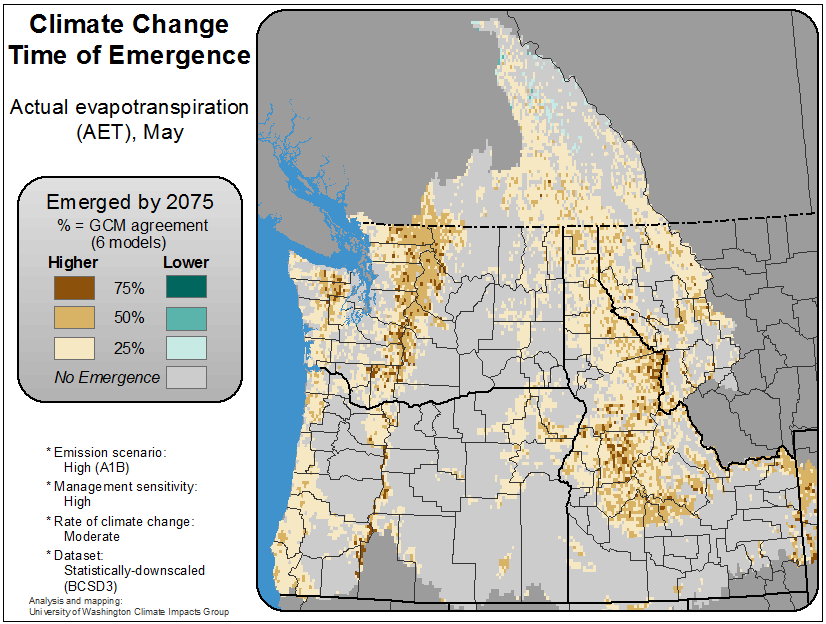 Climate Change
Time of Emergence
Actual evapotranspiration
(AET), May
Emerged by 2075
% = GCM agreement
(6 models)
Higher Lower
75%
50%
25%
No Emergence
* Emission scenario:
High (A1B)
* Management sensitivity:
High
* Rate of climate change:
Moderate
* Dataset:
Statistically-downscaled
(BCSD3)
Analysis and mapping:
University of Washington Climate Impacts Group